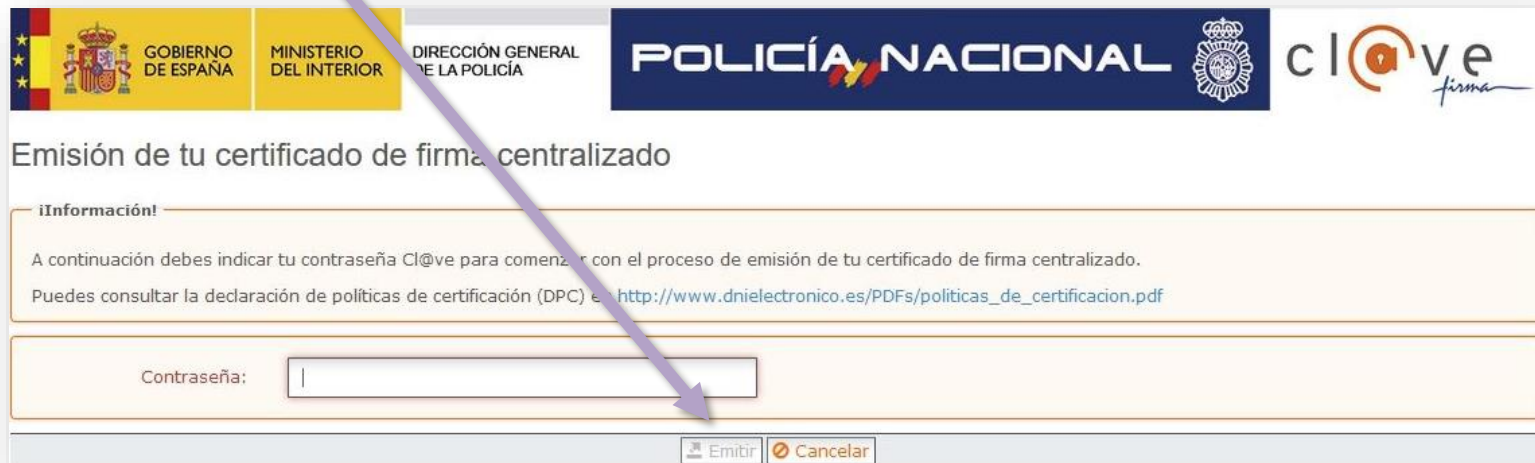 GOBIERNO
DE ESPAÑA
MINISTERIO
DEL INTERIOR
DIRECCIÓN GENERAL
DE LA POLICÍA
POLICÍA NACIONAL
cl@ve
firma
Emisión de tu certificado de firma centralizado
¡Información!
A continuación debes indicar tu contraseña Cl@ve para comenzar con el proceso de emisión de tu certificado de firma centralizado.
Puedes consultar la declaración de políticas de certificación (DPC) en http://www.dnielectronico.es/PDFs/politicas_de_certificacion.pdf
Contraseña:
Emitir Cancelar